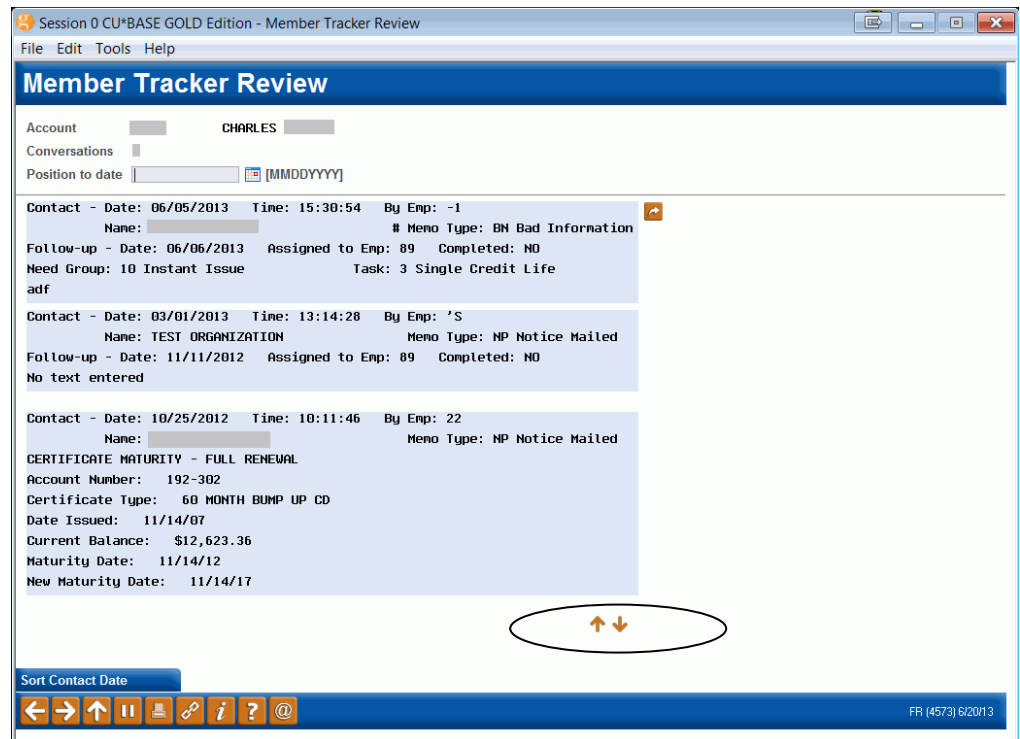 Session 0 CU*BASE GOLD Edition - Member Tracker Review
File Edit Tools Help
Member Tracker Review
Account CHARLES
Conversations
Position to date [MMDDYYYY]
Contact - Date: 06/05/2013 Time: 15:30:54 By Emp: -1
Name: # Memo Type: BN Bad Information
Follow-up - Date: 06/06/2013 Assigned to Emp: 89 Completed: NO
Need Group: 10 Instant Issue Task: 3 Single Credit Life
adf
Contact - Date: 03/01/2013 Time: 13:14:28 By Emp: 'S
Name: TEST ORGANIZATION Memo Type: NP Notice Mailed
Follow-up - Date: 11/11/2012 Assigned to Emp: 89 Completed: NO
No text entered
Contact - Date: 10/25/2012 Time: 10:11:46 By Emp: 22
Name: Memo Type: NP Notice Mailed
CERTIFICATE MATURITY - FULL RENEWAL
Account Number: 192-302
Certificate Type: 60 MONTH BUMP UP CD
Date Issued: 11/14/07
Current Balance: $12,623.36
Maturity Date: 11/14/12
New Maturity Date: 11/14/17
Sort Contact Date
i ? @
FR (4573) 6/20/13